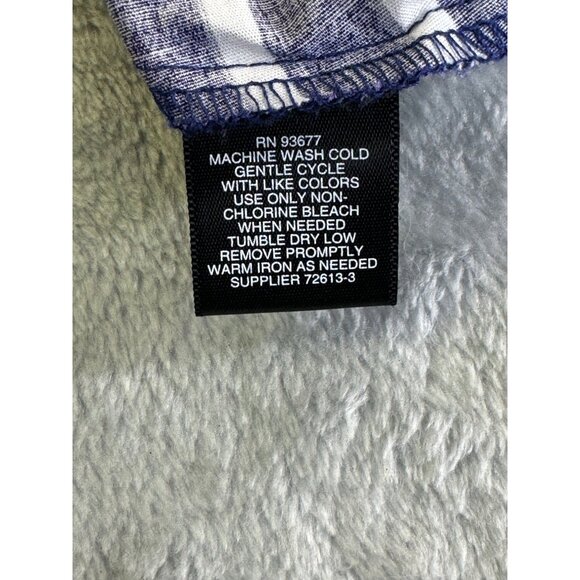 RN 93677
MACHINE WASH COLD
GENTLE CYCLE
WITH LIKE COLORS
USE ONLY NON-
CHLORINE BLEACH
WHEN NEEDED
TUMBLE DRY LOW
REMOVE PROMPTLY
WARM IRON AS NEEDED
SUPPLIER 72613-3